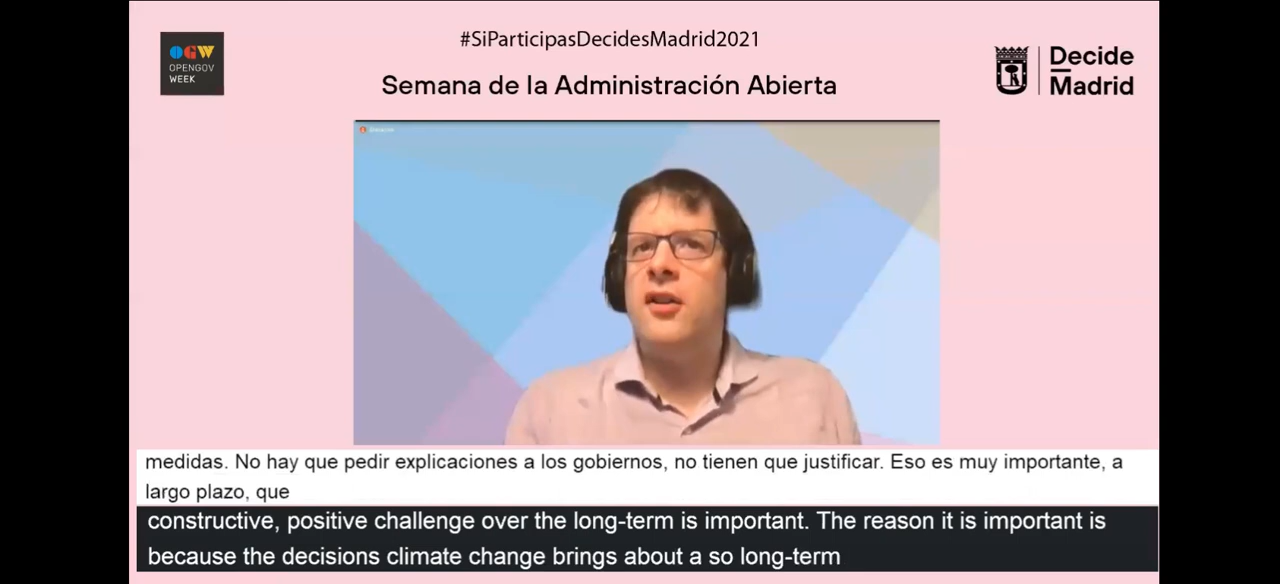 #SiParticipasDecidesMadrid2021
OGW
OPENGOV
WEEK
Semana de la Administración Abierta
Decide
Madrid
medidas. No hay que pedir explicaciones a los gobiernos, no tienen que justificar. Eso es muy importante, a
largo plazo, que
constructive, positive challenge over the long-term is important. The reason it is important is
because the decisions climate change brings about a so long-term